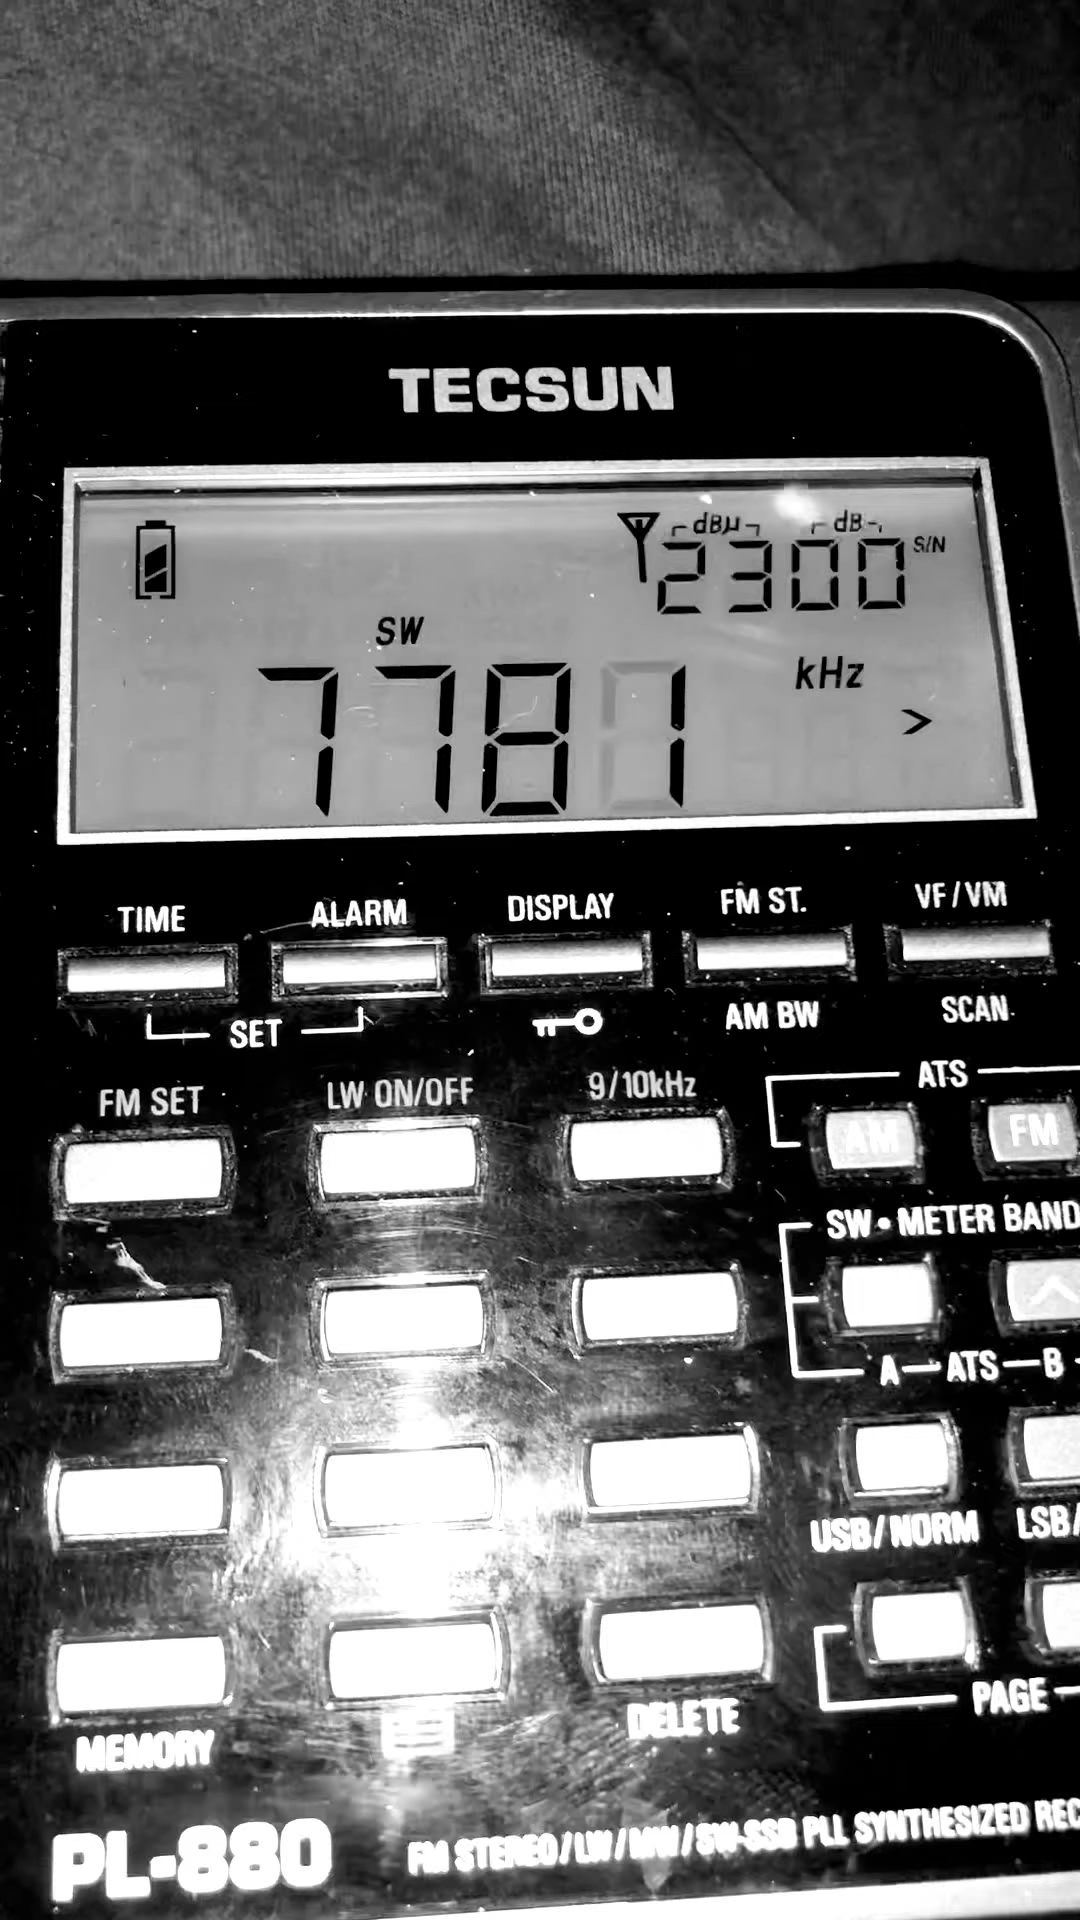 TECSUN
dBμ dB
2300 S/N
SW
7781 kHz >
TIME ALARM DISPLAY FM ST. VF/VM
SET AM BW SCAN
FM SET LW ON/OFF 9/10kHz ATS
AM FM
SW•METER BAND
A—ATS—B
USB/NORM LSB/
PAGE
MEMORY DELETE
PL-880 FM STEREO/LW/MW/SW-SSB PLL SYNTHESIZED REC